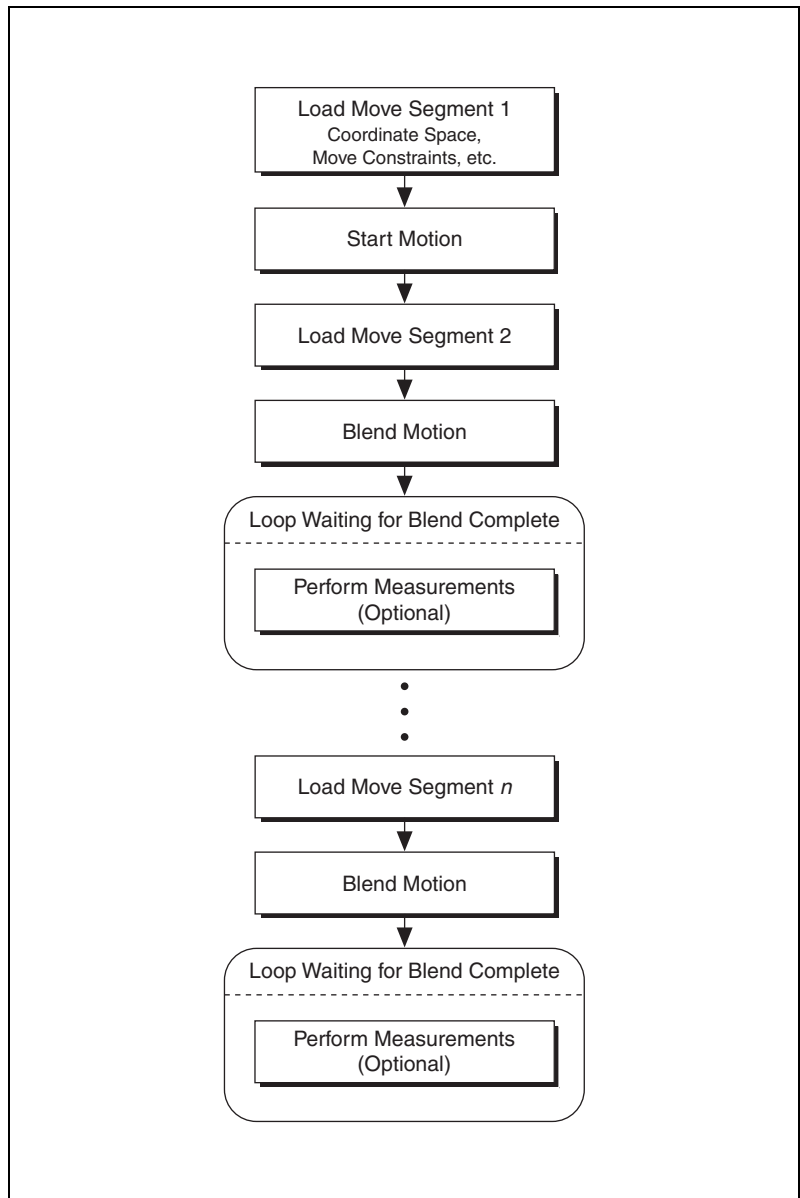 Load Move Segment 1
Coordinate Space,
Move Constraints, etc.
Start Motion
Load Move Segment 2
Blend Motion
Loop Waiting for Blend Complete
Perform Measurements
(Optional)
Load Move Segment n
Blend Motion
Loop Waiting for Blend Complete
Perform Measurements
(Optional)